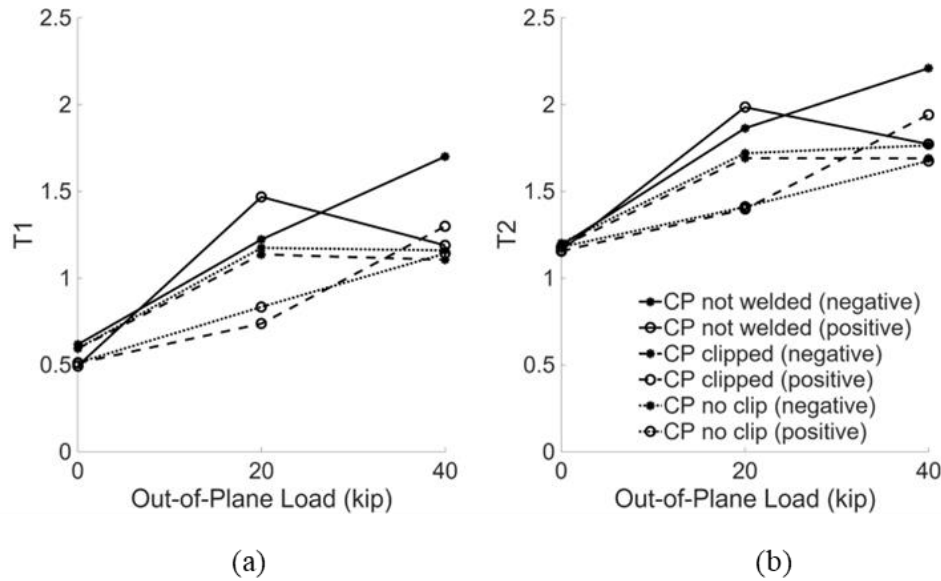 2.5
2
1.5
1
0.5
0
T1
0
20
40
Out-of-Plane Load (kip)
(a)
2.5
2
1.5
1
0.5
0
T2
CP not welded (negative)
CP not welded (positive)
CP clipped (negative)
CP clipped (positive)
CP no clip (negative)
CP no clip (positive)
0
20
40
Out-of-Plane Load (kip)
(b)